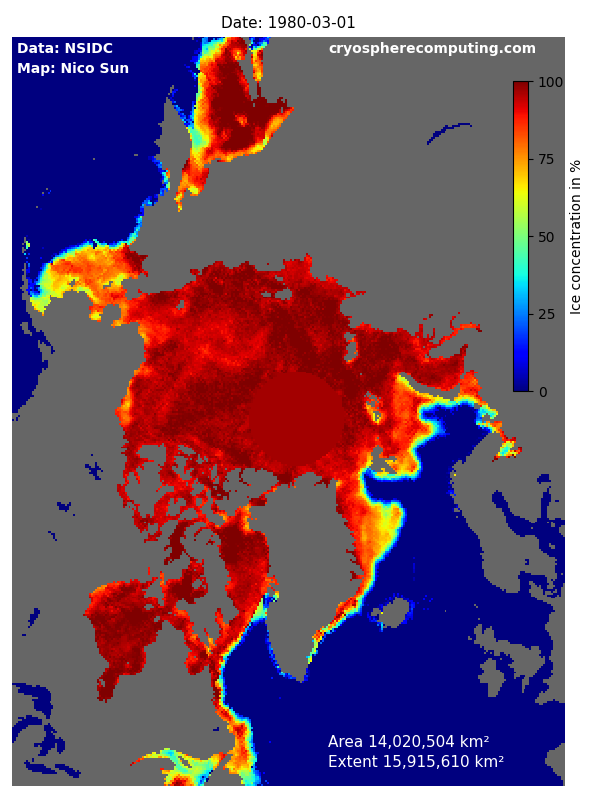 Date: 1980-03-01
Data: NSIDC
Map: Nico Sun
cryospherecomputing.com
100
75
50
25
0
Ice concentration in %
Area 14,020,504 km²
Extent 15,915,610 km²